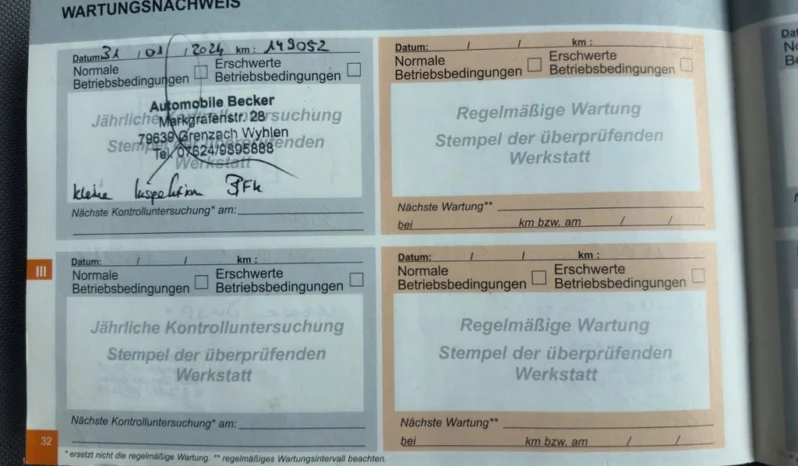 WARTUNGSNACHWEIS
Datum: 31 / 01 / 2024 km : 149052
Normale Betriebsbedingungen
Erschwerte Betriebsbedingungen
Jährliche Kontrolluntersuchung
Stempel der überprüfenden
Werkstatt
Automobile Becker
Markgrafenstr. 28
79639 Grenzach Wyhlen
Tel. 07624/9895888
kleine Inspektion
Nächste Kontrolluntersuchung* am:
Datum: / / km :
Normale Betriebsbedingungen
Erschwerte Betriebsbedingungen
Regelmäßige Wartung
Stempel der überprüfenden
Werkstatt
Nächste Wartung**
bei km bzw. am / /
III
Datum: / / km :
Normale Betriebsbedingungen
Erschwerte Betriebsbedingungen
Jährliche Kontrolluntersuchung
Stempel der überprüfenden
Werkstatt
Nächste Kontrolluntersuchung* am:
Datum: / / km :
Normale Betriebsbedingungen
Erschwerte Betriebsbedingungen
Regelmäßige Wartung
Stempel der überprüfenden
Werkstatt
Nächste Wartung**
bei km bzw. am / /
32
* ersetzt nicht die regelmäßige Wartung. ** regelmäßiges Wartungsintervall beachten.